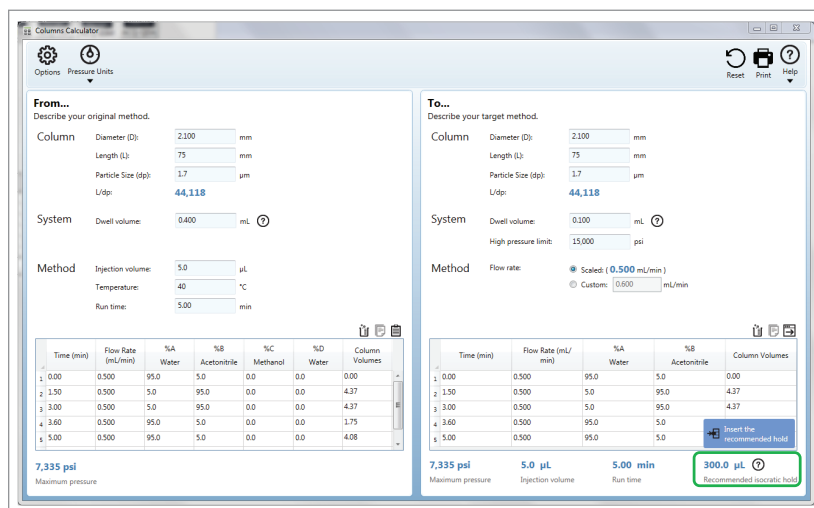 Columns Calculator
Options
Pressure Units
Reset
Print
Help
From...
Describe your original method.
Column
Diameter (D):
2.100
mm
Length (L):
75
mm
Particle Size (dp):
1.7
μm
L/dp:
44,118
System
Dwell volume:
0.400
mL
?
Method
Injection volume:
5.0
μL
Temperature:
40
°C
Run time:
5.00
min
Time (min) Flow Rate (mL/min) %A Water %B Acetonitrile %C Methanol %D Water Column Volumes
1 0.00 0.500 95.0 5.0 0.0 0.0 0.00
2 1.50 0.500 5.0 95.0 0.0 0.0 4.37
3 3.00 0.500 5.0 95.0 0.0 0.0 4.37
4 3.60 0.500 95.0 5.0 0.0 0.0 1.75
5 5.00 0.500 95.0 5.0 0.0 0.0 4.08
7,335 psi
Maximum pressure
To...
Describe your target method.
Column
Diameter (D):
2.100
mm
Length (L):
75
mm
Particle Size (dp):
1.7
μm
L/dp:
44,118
System
Dwell volume:
0.100
mL
?
High pressure limit:
15,000
psi
Method
Flow rate:
Scaled: ( 0.500 mL/min )
Custom:
0.600
mL/min
Time (min) Flow Rate (mL/min) %A Water %B Acetonitrile Column Volumes
1 0.00 0.500 95.0 5.0 0.00
2 1.50 0.500 5.0 95.0 4.37
3 3.00 0.500 5.0 95.0 4.37
4 3.60 0.500 95.0 5.0
5 5.00 0.500 95.0 5.0
Insert the
recommended hold
7,335 psi 5.0 μL 5.00 min 300.0 μL ?
Maximum pressure Injection volume Run time Recommended isocratic hold